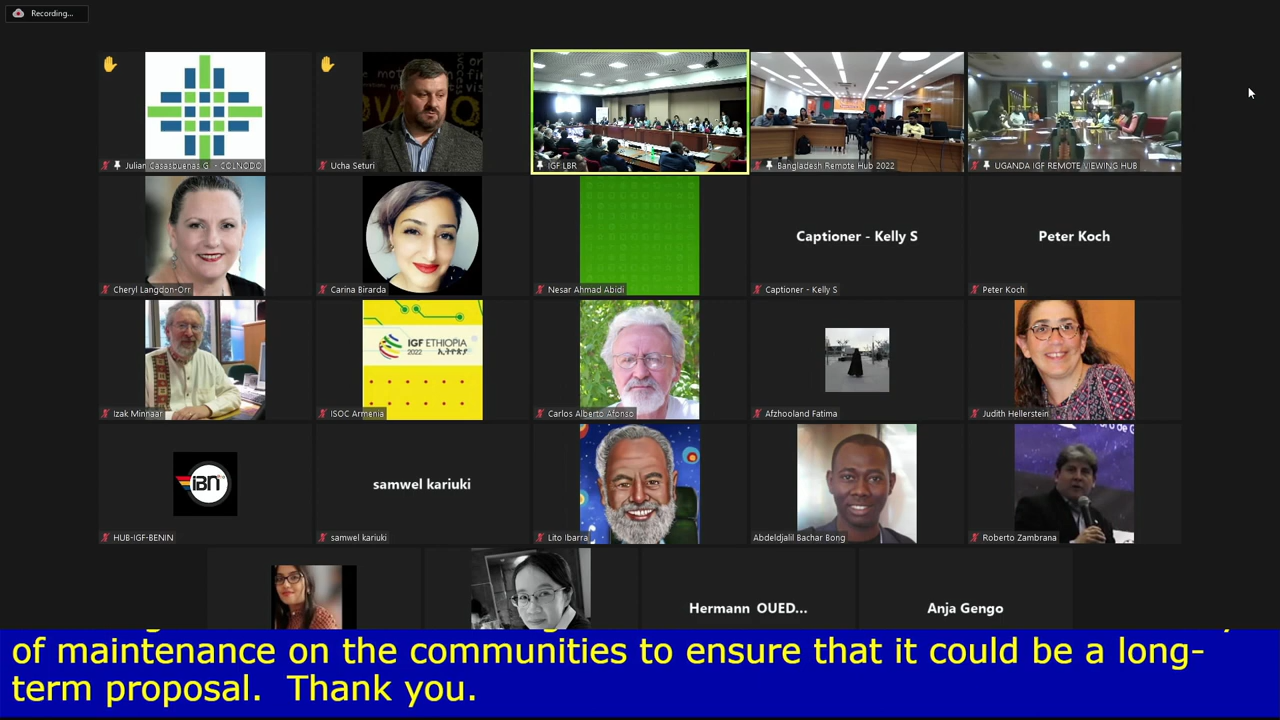 Recording...
Julian Casasbuenas G. - COLNODO
Ucha Seturi
IGF LBR
Bangladesh Remote Hub 2022
UGANDA IGF REMOTE VIEWING HUB
Captioner - Kelly S
Peter Koch
Cheryl Langdon-Orr
Carina Birarda
Nesar Ahmad Abidi
Captioner - Kelly S
Peter Koch
IGF ETHIOPIA
2022 ኢትዮጵያ
Izak Minnaar
ISOC Armenia
Carlos Alberto Afonso
Afzhooland Fatima
Judith Hellerstein
iBN
samwel kariuki
HUB-IGF-BENIN
samwel kariuki
Lito Ibarra
Abdeldjalil Bachar Bong
Roberto Zambrana
Hermann OUED...
Anja Gengo
of maintenance on the communities to ensure that it could be a long-
term proposal. Thank you.